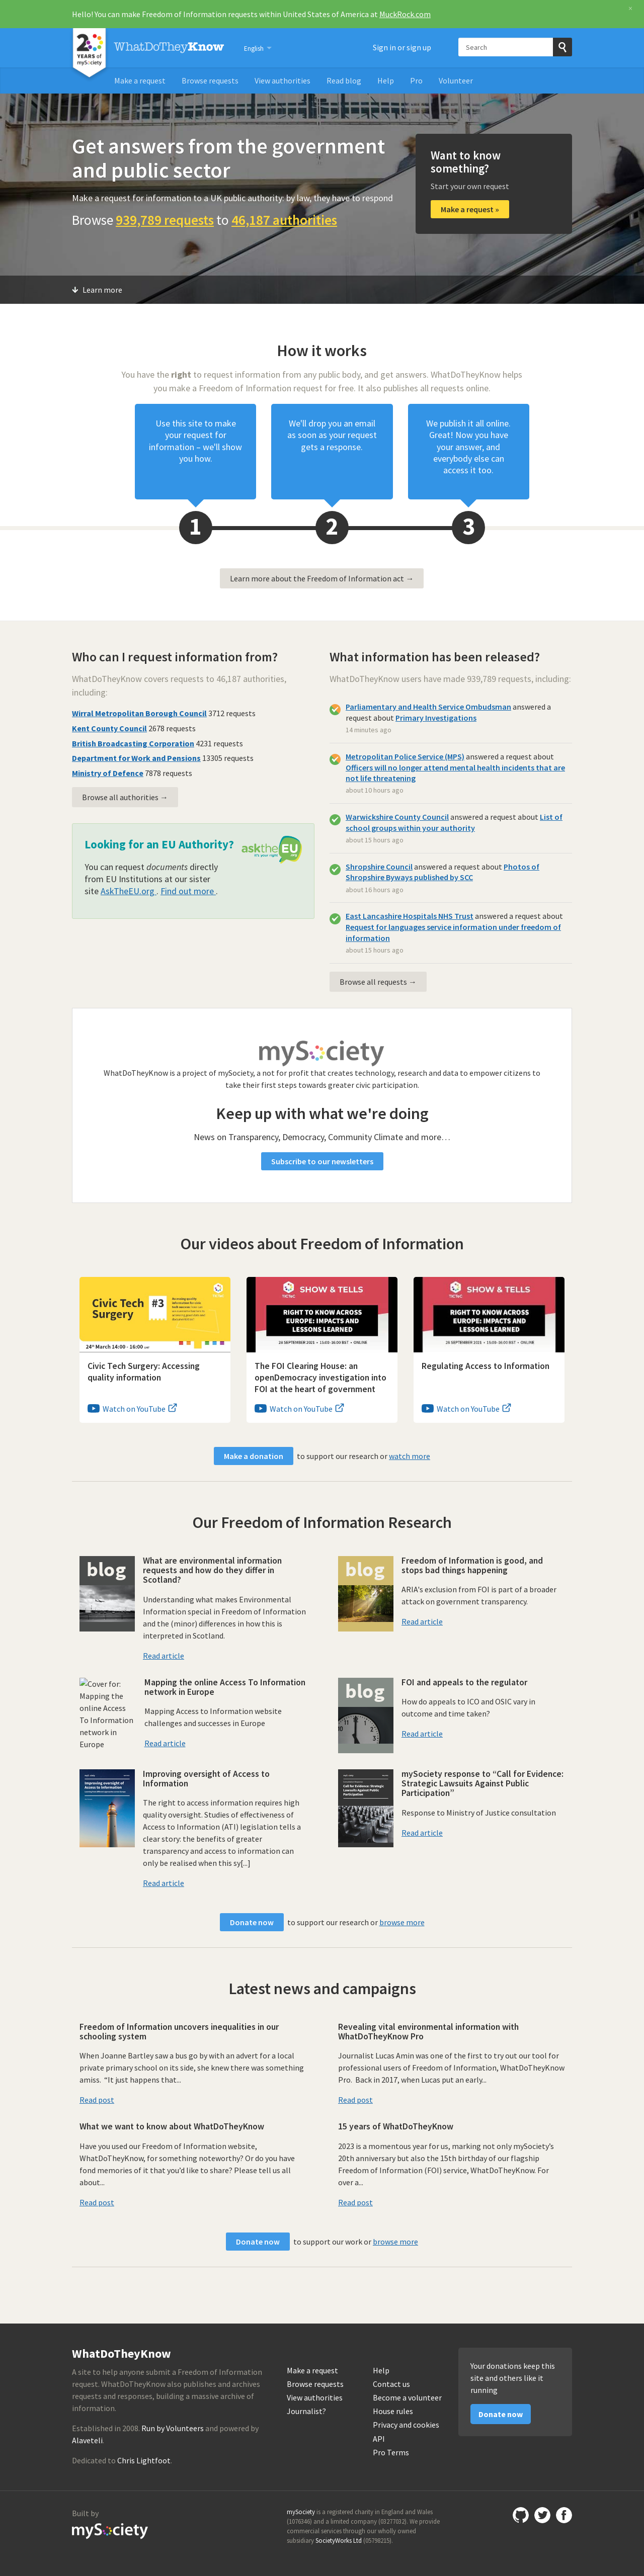 Hello! You can make Freedom of Information requests within United States of America at MuckRock.com
×
20
YEARS of
mySociety
WhatDoTheyKnow
English
Sign in or sign up
Search
Make a request
Browse requests
View authorities
Read blog
Help
Pro
Volunteer
Get answers from the government
and public sector
Make a request for information to a UK public authority: by law, they have to respond
Browse 939,789 requests to 46,187 authorities
Want to know
something?
Start your own request
Make a request »
Learn more
How it works
You have the right to request information from any public body, and get answers. WhatDoTheyKnow helps
you make a Freedom of Information request for free. It also publishes all requests online.
Use this site to make
your request for
information – we'll show
you how.
We'll drop you an email
as soon as your request
gets a response.
We publish it all online.
Great! Now you have
your answer, and
everybody else can
access it too.
1
2
3
Learn more about the Freedom of Information act →
Who can I request information from?
WhatDoTheyKnow covers requests to 46,187 authorities,
including:
Wirral Metropolitan Borough Council 3712 requests
Kent County Council 2678 requests
British Broadcasting Corporation 4231 requests
Department for Work and Pensions 13305 requests
Ministry of Defence 7878 requests
Browse all authorities →
Looking for an EU Authority?
asktheEU
it's your right
You can request documents directly
from EU Institutions at our sister
site AskTheEU.org . Find out more .
What information has been released?
WhatDoTheyKnow users have made 939,789 requests, including:
Parliamentary and Health Service Ombudsman answered a
request about Primary Investigations
14 minutes ago
Metropolitan Police Service (MPS) answered a request about
Officers will no longer attend mental health incidents that are
not life threatening
about 10 hours ago
Warwickshire County Council answered a request about List of
school groups within your authority
about 15 hours ago
Shropshire Council answered a request about Photos of
Shropshire Byways published by SCC
about 16 hours ago
East Lancashire Hospitals NHS Trust answered a request about
Request for languages service information under freedom of
information
about 15 hours ago
Browse all requests →
mySociety
WhatDoTheyKnow is a project of mySociety, a not for profit that creates technology, research and data to empower citizens to
take their first steps towards greater civic participation.
Keep up with what we're doing
News on Transparency, Democracy, Community Climate and more…
Subscribe to our newsletters
Our videos about Freedom of Information
Civic Tech
Surgery
#3
24th March 14:00 - 16:00
Civic Tech Surgery: Accessing
quality information
Watch on YouTube
SHOW & TELLS
RIGHT TO KNOW ACROSS
EUROPE: IMPACTS AND
LESSONS LEARNED
The FOI Clearing House: an
openDemocracy investigation into
FOI at the heart of government
Watch on YouTube
SHOW & TELLS
RIGHT TO KNOW ACROSS
EUROPE: IMPACTS AND
LESSONS LEARNED
Regulating Access to Information
Watch on YouTube
Make a donation to support our research or watch more
Our Freedom of Information Research
blog
What are environmental information
requests and how do they differ in
Scotland?
Understanding what makes Environmental
Information special in Freedom of Information
and the (minor) differences in how this is
interpreted in Scotland.
Read article
blog
Freedom of Information is good, and
stops bad things happening
ARIA's exclusion from FOI is part of a broader
attack on government transparency.
Read article
Cover for:
Mapping the
online Access
To Information
network in
Europe
Mapping the online Access To Information
network in Europe
Mapping Access to Information website
challenges and successes in Europe
Read article
blog
FOI and appeals to the regulator
How do appeals to ICO and OSIC vary in
outcome and time taken?
Read article
Improving oversight of Access
to Information
Improving oversight of Access to
Information
The right to access information requires high
quality oversight. Studies of effectiveness of
Access to Information (ATI) legislation tells a
clear story: the benefits of greater
transparency and access to information can
only be realised when this sy[...]
Read article
mySociety response to “Call for Evidence:
Strategic Lawsuits Against Public
Participation”
Response to Ministry of Justice consultation
Read article
Donate now to support our research or browse more
Latest news and campaigns
Freedom of Information uncovers inequalities in our
schooling system
When Joanne Bartley saw a bus go by with an advert for a local
private primary school on its side, she knew there was something
amiss. “It just happens that...
Read post
Revealing vital environmental information with
WhatDoTheyKnow Pro
Journalist Lucas Amin was one of the first to try out our tool for
professional users of Freedom of Information, WhatDoTheyKnow
Pro. Back in 2017, when Lucas put an early...
Read post
What we want to know about WhatDoTheyKnow
Have you used our Freedom of Information website,
WhatDoTheyKnow, for something noteworthy? Or do you have
fond memories of it that you'd like to share? Please tell us all
about...
Read post
15 years of WhatDoTheyKnow
2023 is a momentous year for us, marking not only mySociety's
20th anniversary but also the 15th birthday of our flagship
Freedom of Information (FOI) service, WhatDoTheyKnow. For
over a...
Read post
Donate now to support our work or browse more
WhatDoTheyKnow
A site to help anyone submit a Freedom of Information
request. WhatDoTheyKnow also publishes and archives
requests and responses, building a massive archive of
information.
Established in 2008. Run by Volunteers and powered by
Alaveteli.
Dedicated to Chris Lightfoot.
Make a request
Browse requests
View authorities
Journalist?
Help
Contact us
Become a volunteer
House rules
Privacy and cookies
API
Pro Terms
Your donations keep this
site and others like it
running
Donate now
Built by
mySociety
mySociety is a registered charity in England and Wales
(1076346) and a limited company (03277032). We provide
commercial services through our wholly owned
subsidiary SocietyWorks Ltd (05798215).